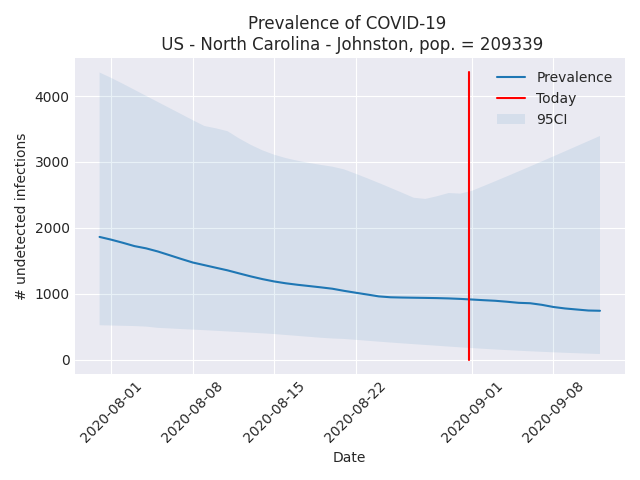 Prevalence of COVID-19
US - North Carolina - Johnston, pop. = 209339
Prevalence
Today
95CI
# undetected infections
4000
3000
2000
1000
0
2020-08-01
2020-08-08
2020-08-15
2020-08-22
2020-09-01
2020-09-08
Date